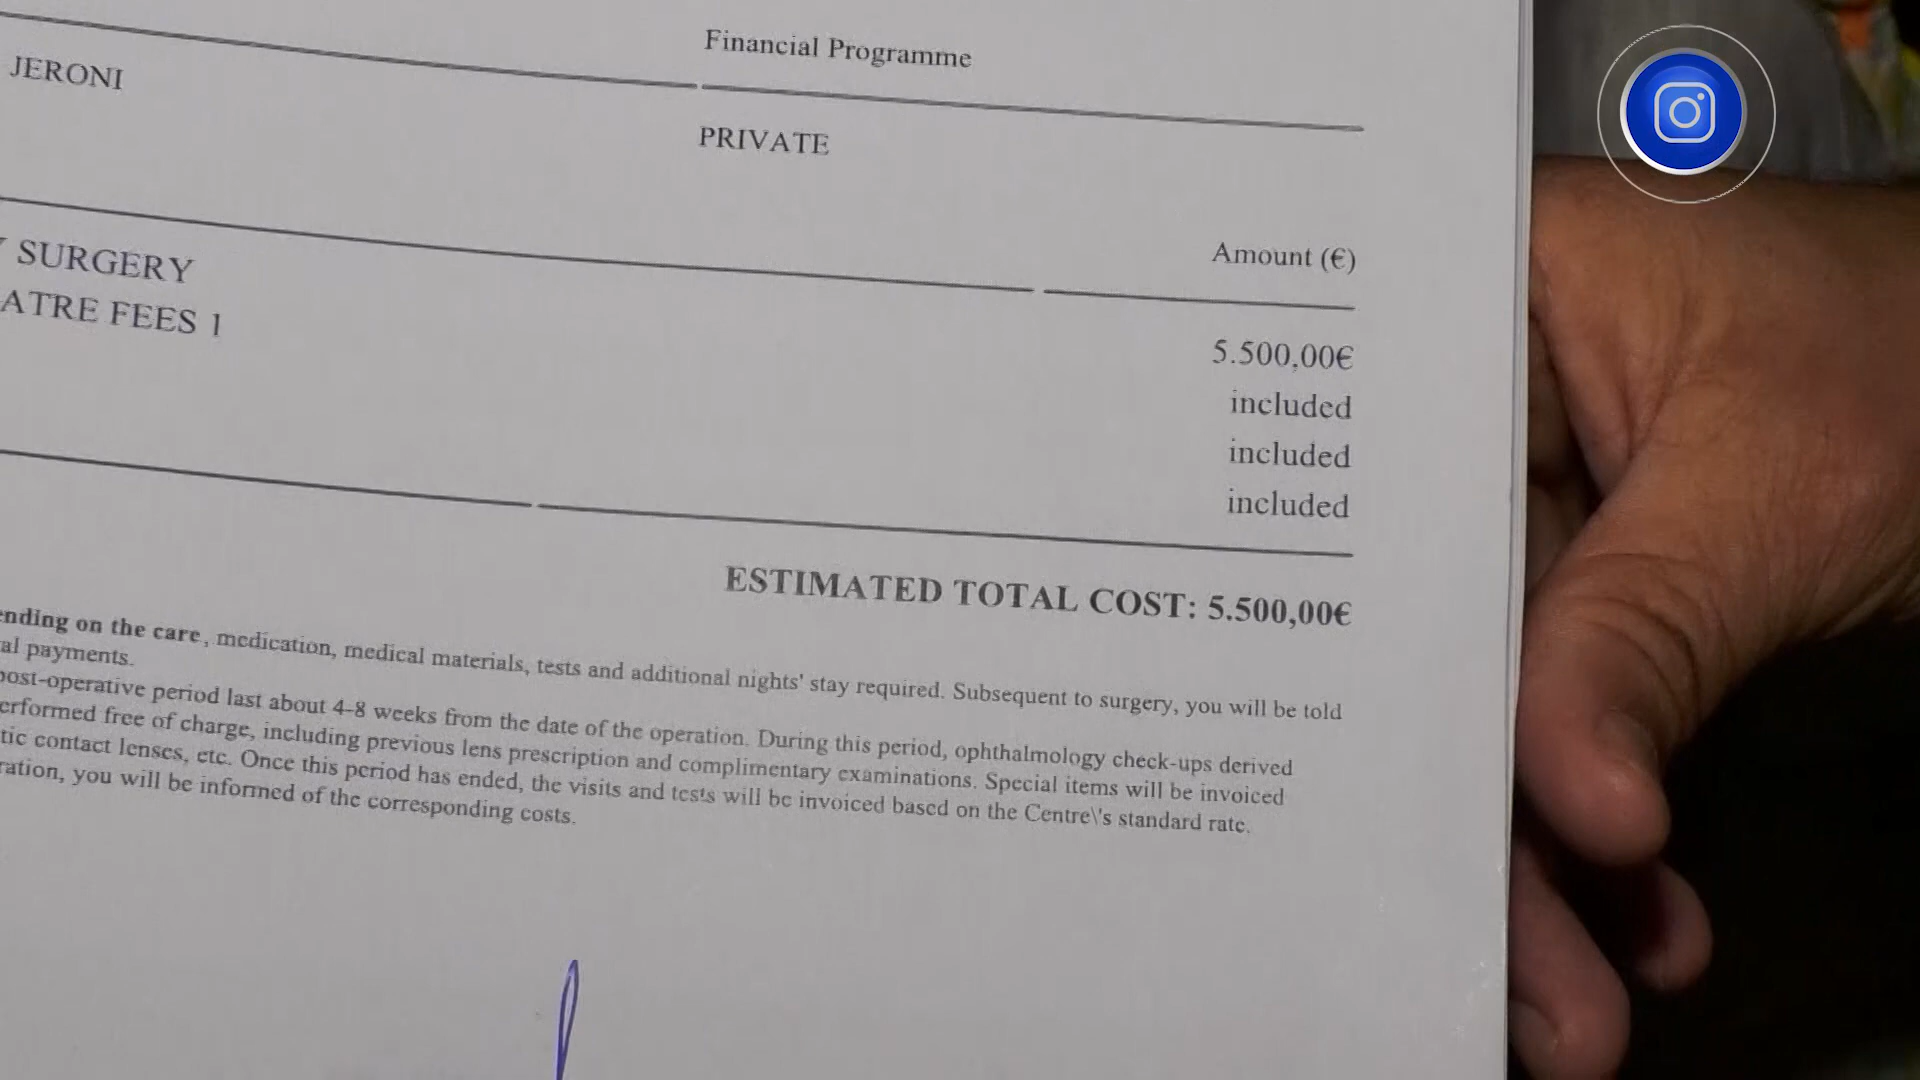 Financial Programme
JERONI
PRIVATE
Amount (€)
SURGERY
ATRE FEES 1
5.500,00€
included
included
included
ESTIMATED TOTAL COST: 5.500,00€
ending on the care, medication, medical materials, tests and additional nights' stay required. Subsequent to surgery, you will be told
al payments.
post-operative period last about 4-8 weeks from the date of the operation. During this period, ophthalmology check-ups derived
erformed free of charge, including previous lens prescription and complimentary examinations. Special items will be invoiced
tic contact lenses, etc. Once this period has ended, the visits and tests will be invoiced based on the Centre\'s standard rate.
ration, you will be informed of the corresponding costs.